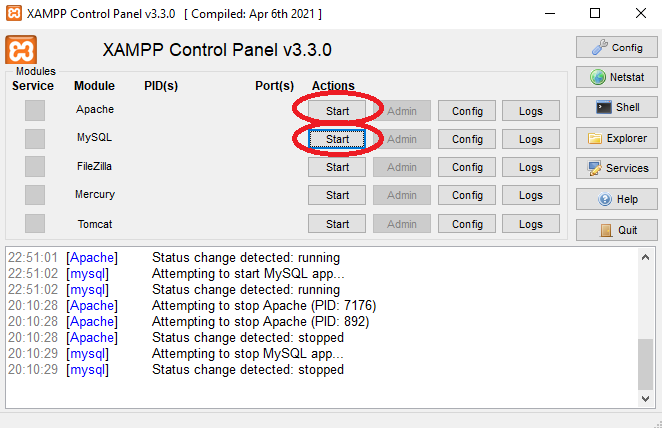 XAMPP Control Panel v3.3.0 [ Compiled: Apr 6th 2021 ]
XAMPP Control Panel v3.3.0
Config
Modules
Service Module PID(s) Port(s) Actions
Netstat
Apache Start Admin Config Logs
Shell
MySQL Start Admin Config Logs
Explorer
FileZilla Start Admin Config Logs
Services
Mercury Start Admin Config Logs
Help
Tomcat Start Admin Config Logs
Quit
22:51:01 [Apache] Status change detected: running
22:51:02 [mysql] Attempting to start MySQL app...
22:51:02 [mysql] Status change detected: running
20:10:28 [Apache] Attempting to stop Apache (PID: 7176)
20:10:28 [Apache] Attempting to stop Apache (PID: 892)
20:10:28 [Apache] Status change detected: stopped
20:10:29 [mysql] Attempting to stop MySQL app...
20:10:29 [mysql] Status change detected: stopped